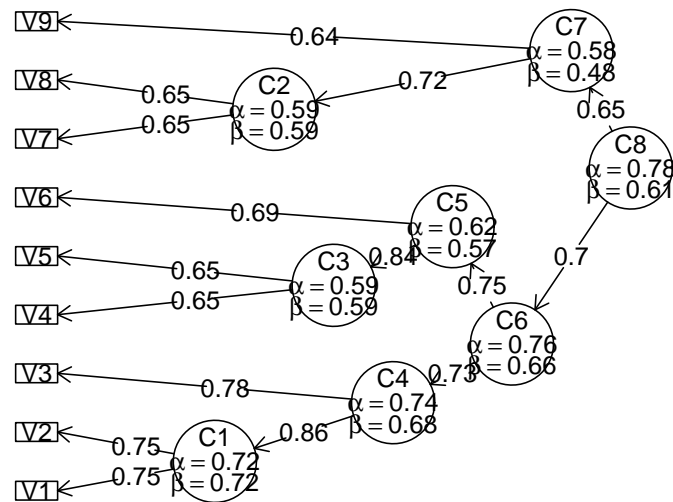 V9
V8
V7
V6
V5
V4
V3
V2
V1
C7
α = 0.58
β = 0.48
C2
α = 0.59
β = 0.59
C8
α = 0.78
β = 0.61
C5
α = 0.62
β = 0.57
C3
α = 0.59
β = 0.59
C6
α = 0.76
β = 0.66
C4
α = 0.74
β = 0.68
C1
α = 0.72
β = 0.72
0.64
0.72
0.65
0.65
0.65
0.69
0.84
0.65
0.65
0.75
0.7
0.73
0.78
0.86
0.75
0.75